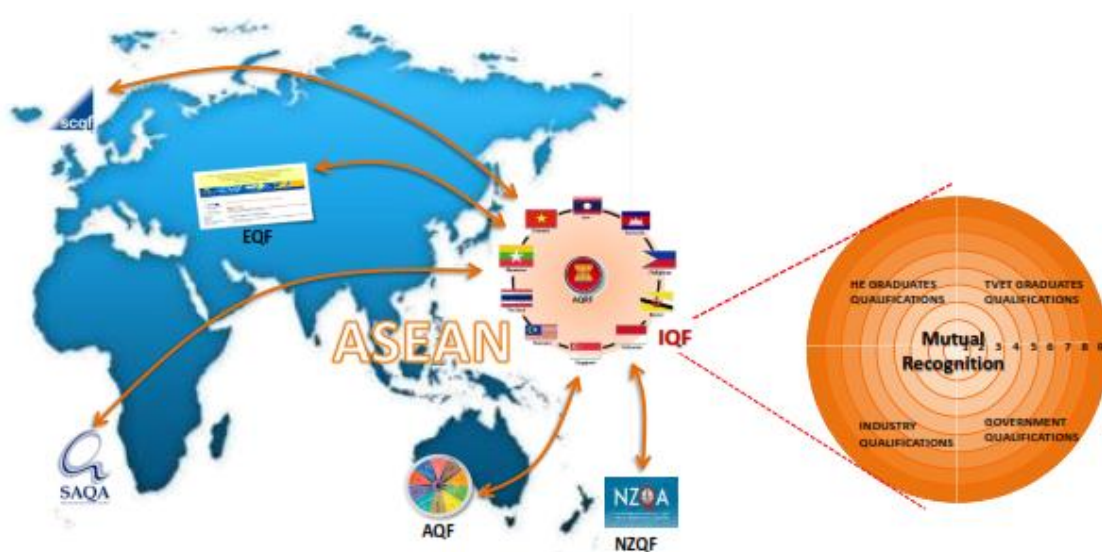 scqf
EQF
AQRF
ASEAN
IQF
SAQA
AQF
NZQA
NZQF
HE GRADUATES
QUALIFICATIONS
TVET GRADUATES
QUALIFICATIONS
Mutual
Recognition
1 2 3 4 5 6 7 8 9
INDUSTRY
QUALIFICATIONS
GOVERNMENT
QUALIFICATIONS